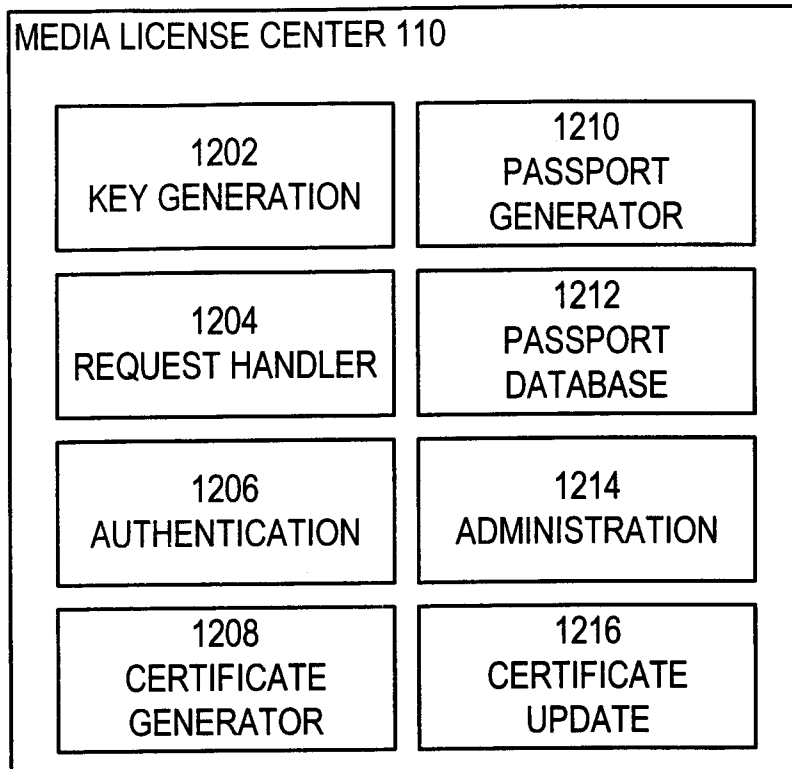 MEDIA LICENSE CENTER 110
1202
KEY GENERATION
1204
REQUEST HANDLER
1206
AUTHENTICATION
1208
CERTIFICATE
GENERATOR
1210
PASSPORT
GENERATOR
1212
PASSPORT
DATABASE
1214
ADMINISTRATION
1216
CERTIFICATE
UPDATE